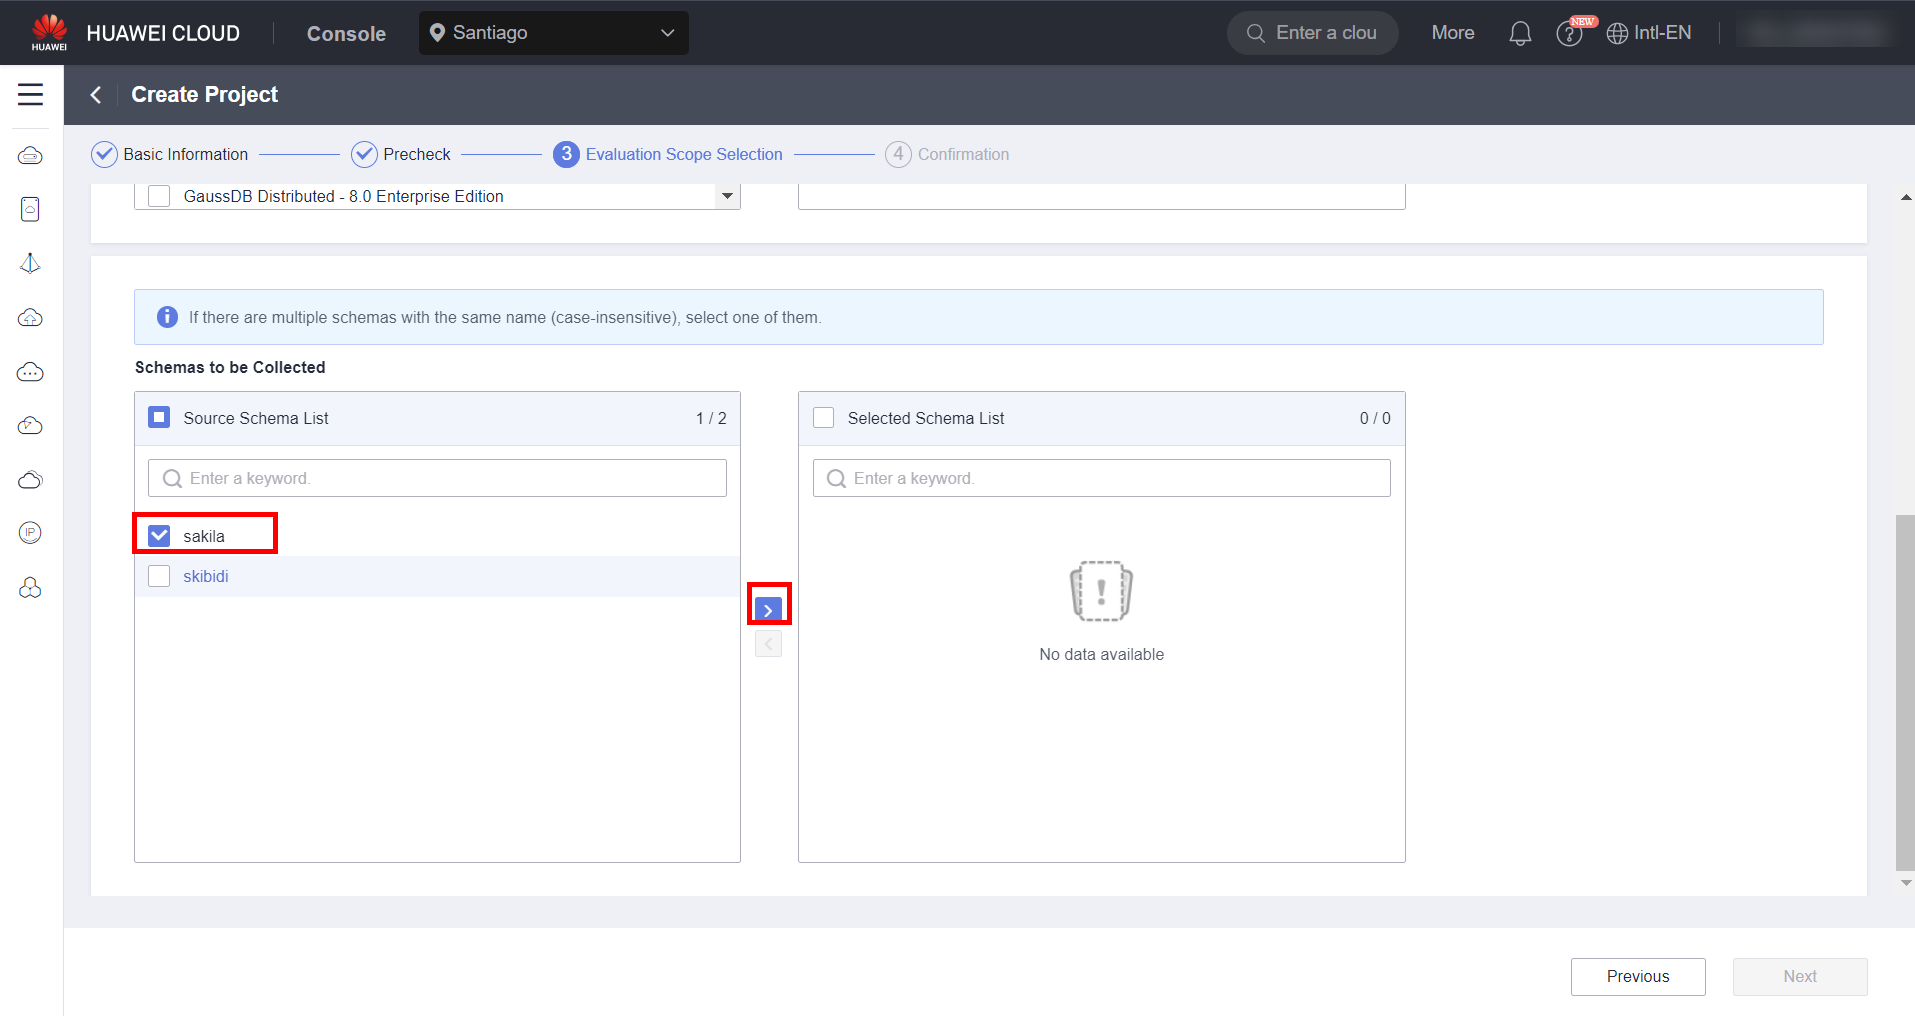 HUAWEI
HUAWEI CLOUD
Console
Santiago
Enter a clou
More
NEW
Intl-EN
Create Project
Basic Information
Precheck
3
Evaluation Scope Selection
4
Confirmation
GaussDB Distributed - 8.0 Enterprise Edition
If there are multiple schemas with the same name (case-insensitive), select one of them.
Schemas to be Collected
Source Schema List
1 / 2
Enter a keyword.
sakila
skibidi
Selected Schema List
0 / 0
Enter a keyword.
No data available
IP
Previous
Next